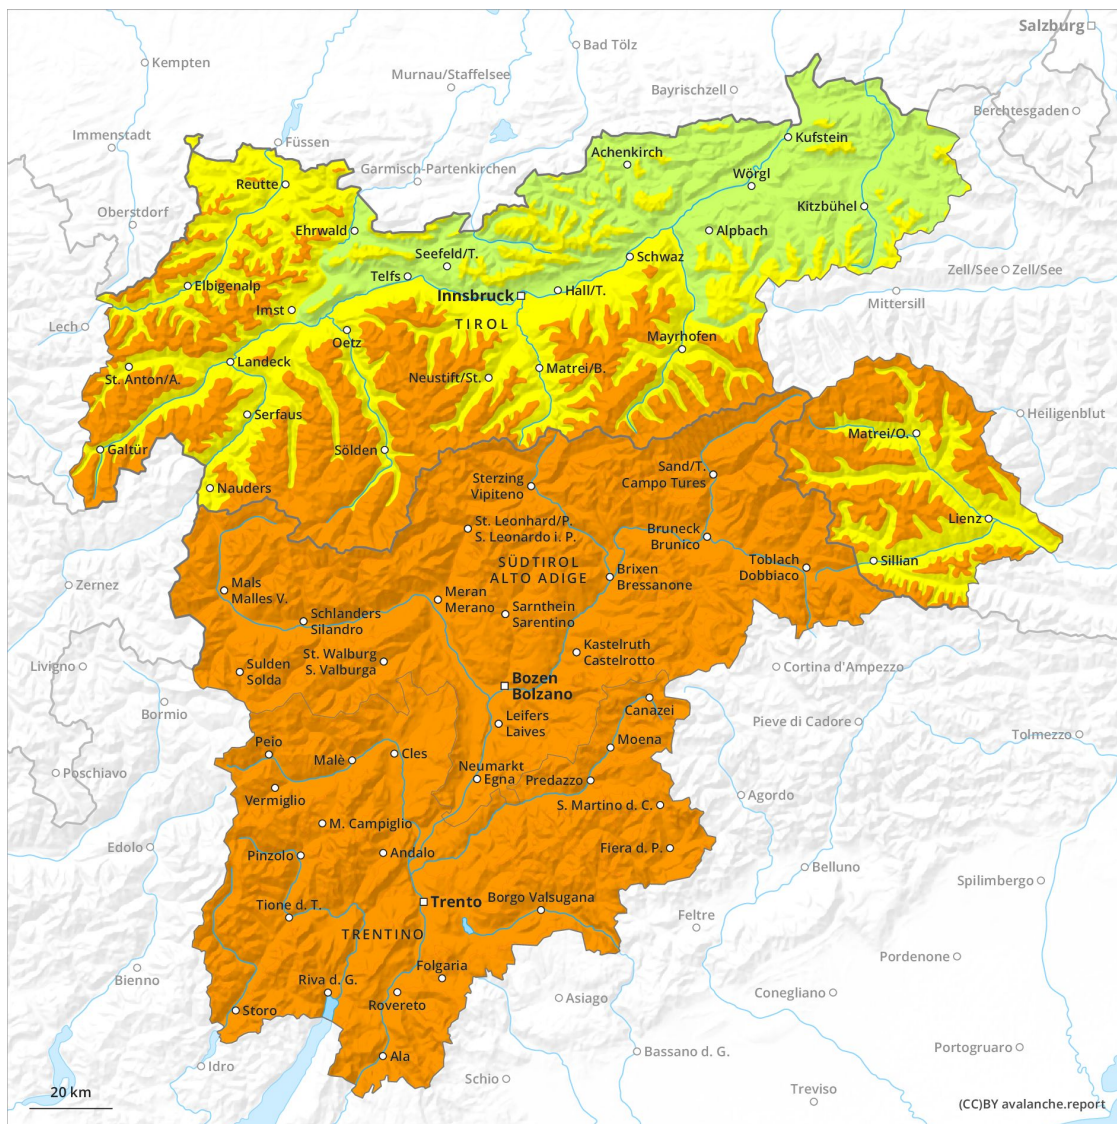 Salzburg
Bad Tölz
Kempten
Murnau/Staffelsee
Bayrischzell
Berchtesgaden
Immenstadt
Füssen
Kufstein
Achenkirch
Garmisch-Partenkirchen
Wörgl
Reutte
Oberstdorf
Kitzbühel
Ehrwald
Alpbach
Seefeld/T.
Schwaz
Telfs
Zell/See
Zell/See
Elbigenalp
Innsbruck
Hall/T.
Mittersill
Imst
TIROL
Lech
Oetz
Mayrhofen
Landeck
Matrei/B.
St. Anton/A.
Neustift/St.
Serfaus
Heiligenblut
Matrei/O.
Galtür
Sölden
Sand/T.
Campo Tures
Sterzing
Vipiteno
Nauders
Lienz
St. Leonhard/P.
S. Leonardo i. P.
Bruneck
Brunico
SÜDTIROL
ALTO ADIGE
Toblach
Dobbiaco
Sillian
Brixen
Bressanone
Zernez
Mals
Malles V.
Meran
Merano
Sarnthein
Sarentino
Schlanders
Silandro
Kastelruth
Castelrotto
St. Walburg
S. Valburga
Livigno
Sulden
Solda
Cortina d'Ampezzo
Bozen
Bolzano
Canazei
Bormio
Leifers
Laives
Pieve di Cadore
Tolmezzo
Moena
Peio
Cles
Malè
Poschiavo
Neumarkt
Egna
Predazzo
Vermiglio
Agordo
S. Martino d. C.
M. Campiglio
Edolo
Pinzolo
Andalo
Fiera d. P.
Belluno
Spilimbergo
Borgo Valsugana
Trento
Tione d. T.
Feltre
TRENTINO
Pordenone
Folgaria
Bienno
Riva d. G.
Conegliano
Rovereto
Asiago
Storo
Portogruaro
Bassano d. G.
Ala
Idro
Schio
Treviso
20 km
(CC)BY avalanche.report